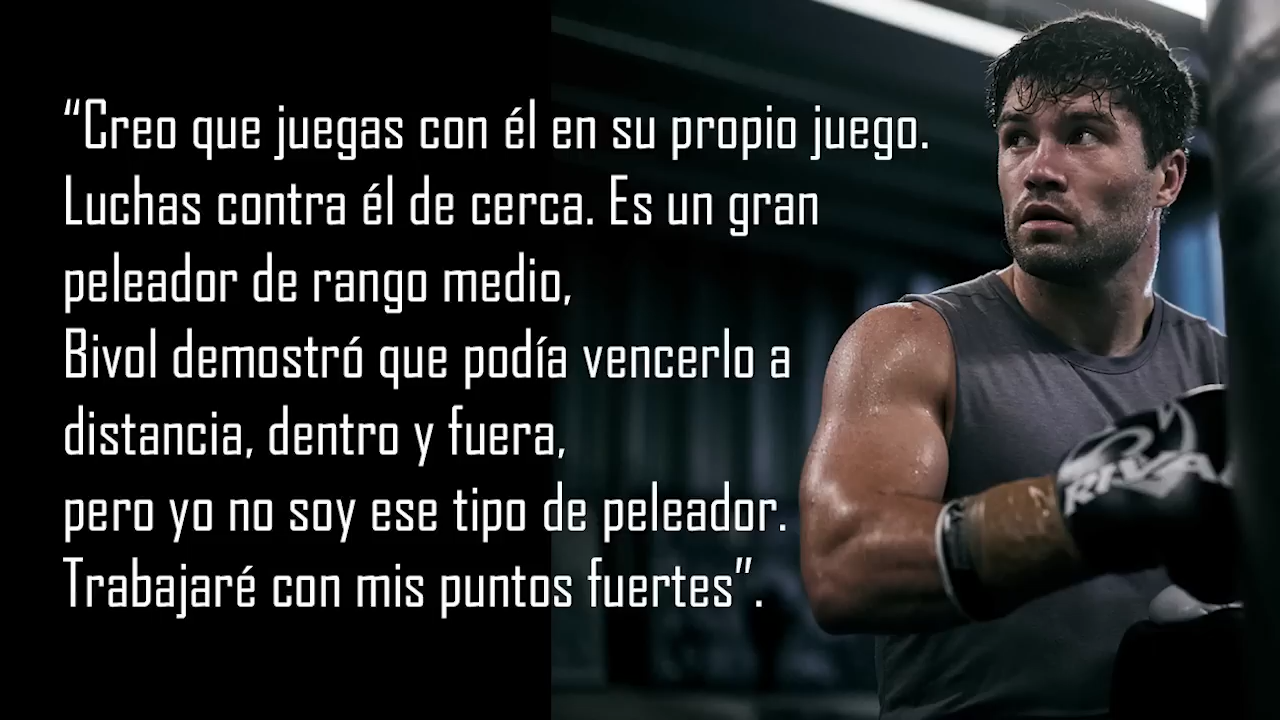 “Creo que juegas con él en su propio juego.
Luchas contra él de cerca. Es un gran
peleador de rango medio,
Bivol demostró que podía vencerlo a
distancia, dentro y fuera,
pero yo no soy ese tipo de peleador.
Trabajaré con mis puntos fuertes”.
RIVAL